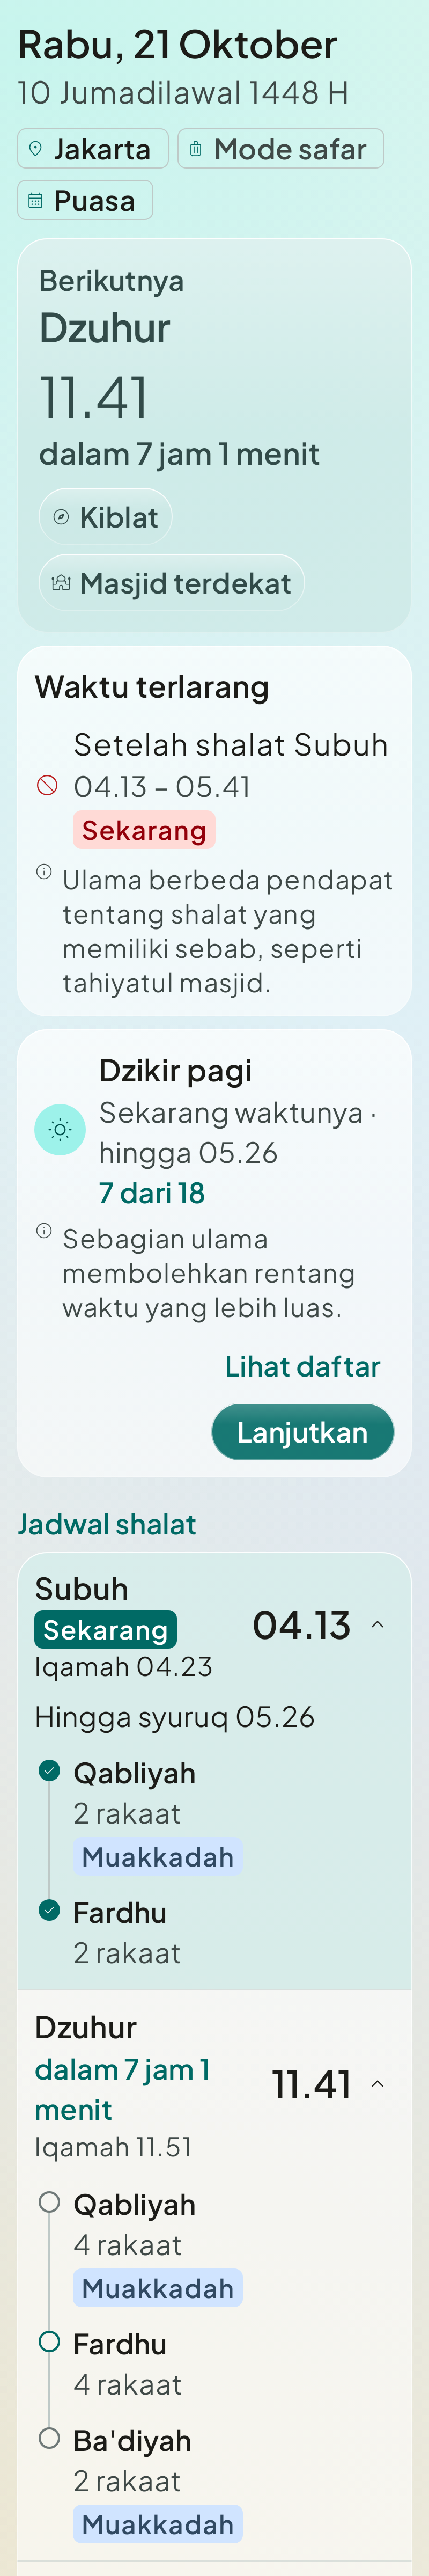 Rabu, 21 Oktober
10 Jumadilawal 1448 H
Jakarta
Mode safar
Puasa
Berikutnya
Dzuhur
11.41
dalam 7 jam 1 menit
Kiblat
Masjid terdekat
Waktu terlarang
Setelah shalat Subuh
04.13 – 05.41
Sekarang
Ulama berbeda pendapat
tentang shalat yang
memiliki sebab, seperti
tahiyatul masjid.
Dzikir pagi
Sekarang waktunya ·
hingga 05.26
7 dari 18
Sebagian ulama
membolehkan rentang
waktu yang lebih luas.
Lihat daftar
Lanjutkan
Jadwal shalat
Subuh
Sekarang
04.13
Iqamah 04.23
Hingga syuruq 05.26
Qabliyah
2 rakaat
Muakkadah
Fardhu
2 rakaat
Dzuhur
dalam 7 jam 1
menit
11.41
Iqamah 11.51
Qabliyah
4 rakaat
Muakkadah
Fardhu
4 rakaat
Ba'diyah
2 rakaat
Muakkadah